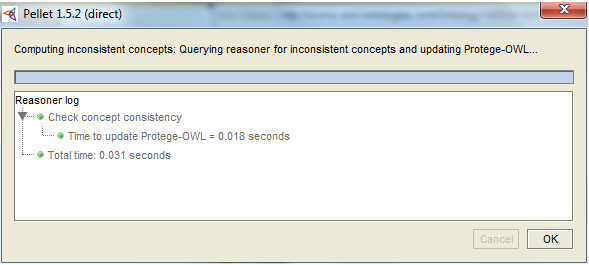 Pellet 1.5.2 (direct)
Computing inconsistent concepts: Querying reasoner for inconsistent concepts and updating Protege-OWL...
Reasoner log
Check concept consistency
Time to update Protege-OWL = 0.018 seconds
Total time: 0.031 seconds
Cancel OK